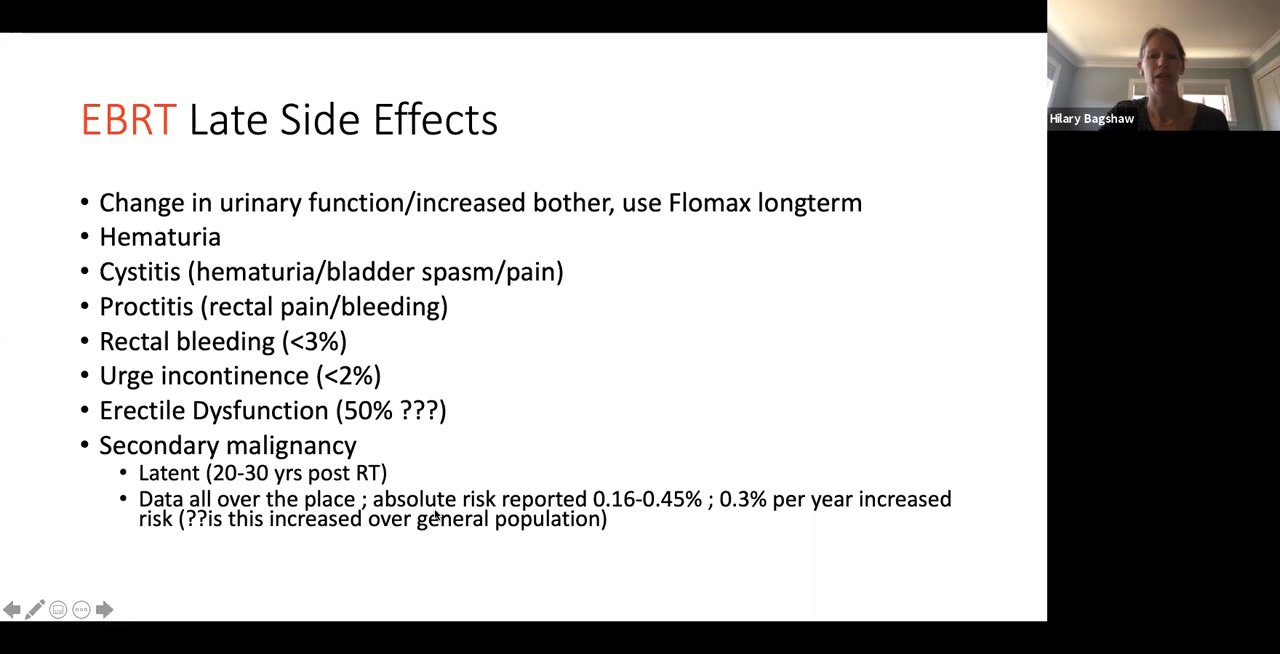 EBRT Late Side Effects
• Change in urinary function/increased bother, use Flomax longterm
• Hematuria
• Cystitis (hematuria/bladder spasm/pain)
• Proctitis (rectal pain/bleeding)
• Rectal bleeding (<3%)
• Urge incontinence (<2%)
• Erectile Dysfunction (50% ???)
• Secondary malignancy
• Latent (20-30 yrs post RT)
• Data all over the place ; absolute risk reported 0.16-0.45% ; 0.3% per year increased
risk (??is this increased over general population)
Hilary Bagshaw